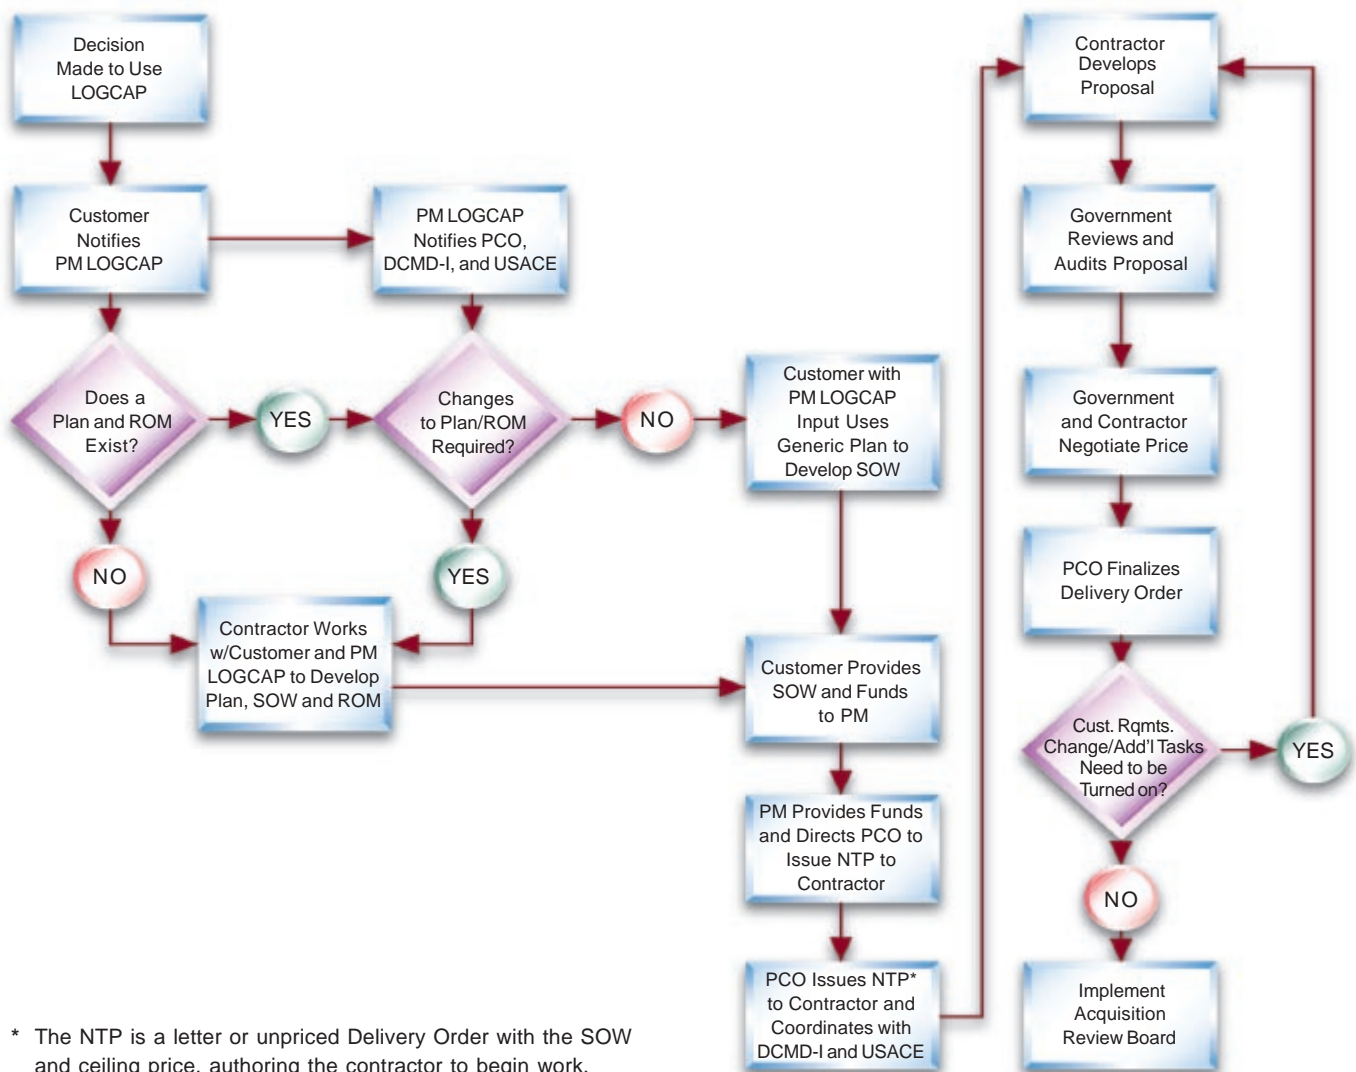 Decision
Made to Use
LOGCAP
Customer
Notifies
PM LOGCAP
PM LOGCAP
Notifies PCO,
DCMD-I, and USACE
Does a
Plan and ROM
Exist?
YES
Changes
to Plan/ROM
Required?
NO
Customer with
PM LOGCAP
Input Uses
Generic Plan to
Develop SOW
NO
YES
Contractor Works
w/Customer and PM
LOGCAP to Develop
Plan, SOW and ROM
Customer Provides
SOW and Funds
to PM
PM Provides Funds
and Directs PCO to
Issue NTP to
Contractor
PCO Issues NTP*
to Contractor and
Coordinates with
DCMD-I and USACE
Contractor
Develops
Proposal
Government
Reviews and
Audits Proposal
Government
and Contractor
Negotiate Price
PCO Finalizes
Delivery Order
Cust. Rqmts.
Change/Add'l Tasks
Need to be
Turned on?
YES
NO
Implement
Acquisition
Review Board
* The NTP is a letter or unpriced Delivery Order with the SOW
and ceiling price, authoring the contractor to begin work.